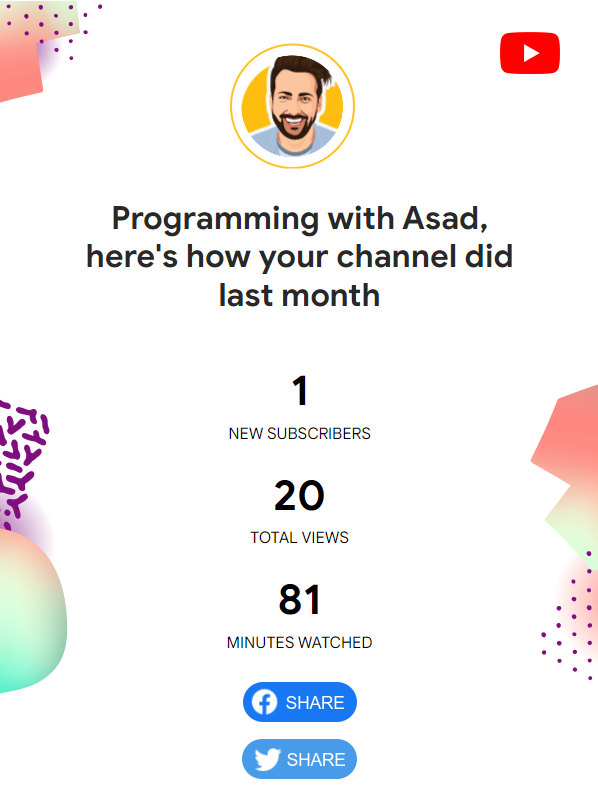 Programming with Asad,
here's how your channel did
last month
1
NEW SUBSCRIBERS
20
TOTAL VIEWS
81
MINUTES WATCHED
SHARE
SHARE